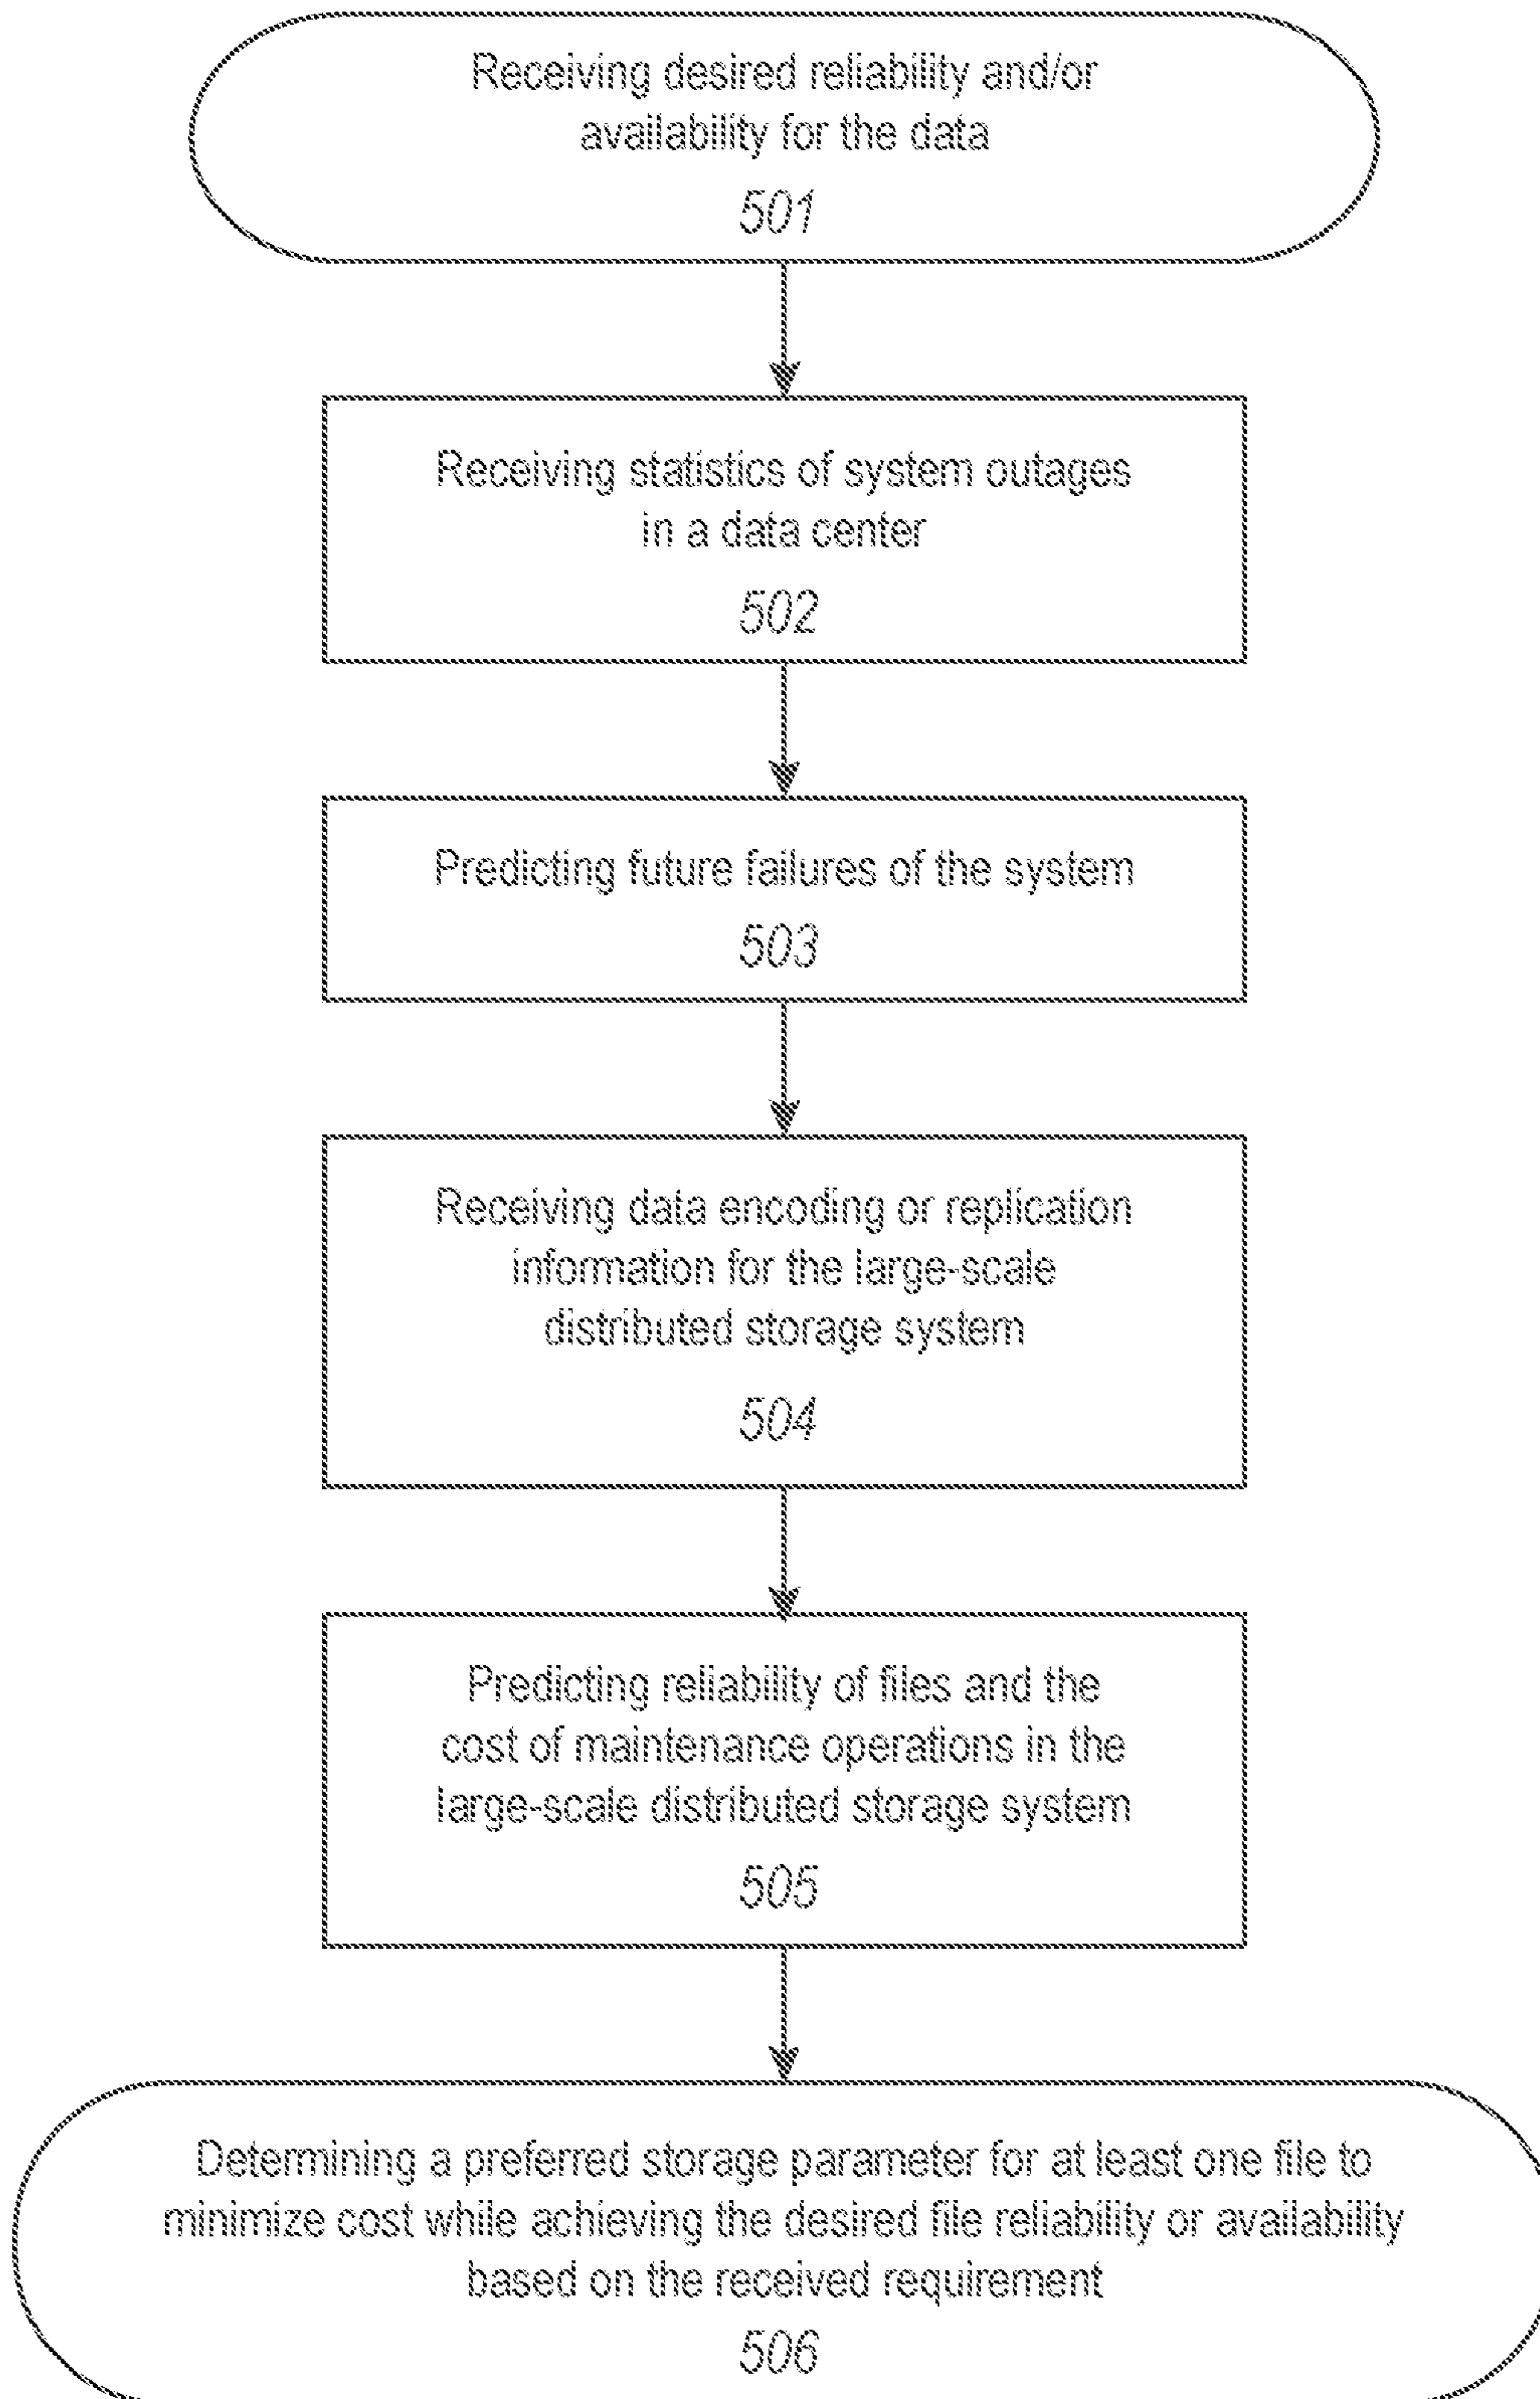 Receiving desired reliability and/or
availability for the data
501
Receiving statistics of system outages
in a data center
502
Predicting future failures of the system
503
Receiving data encoding or replication
information for the large-scale
distributed storage system
504
Predicting reliability of files and the
cost of maintenance operations in the
large-scale distributed storage system
505
Determining a preferred storage parameter for at least one file to
minimize cost while achieving the desired file reliability or availability
based on the received requirement
506